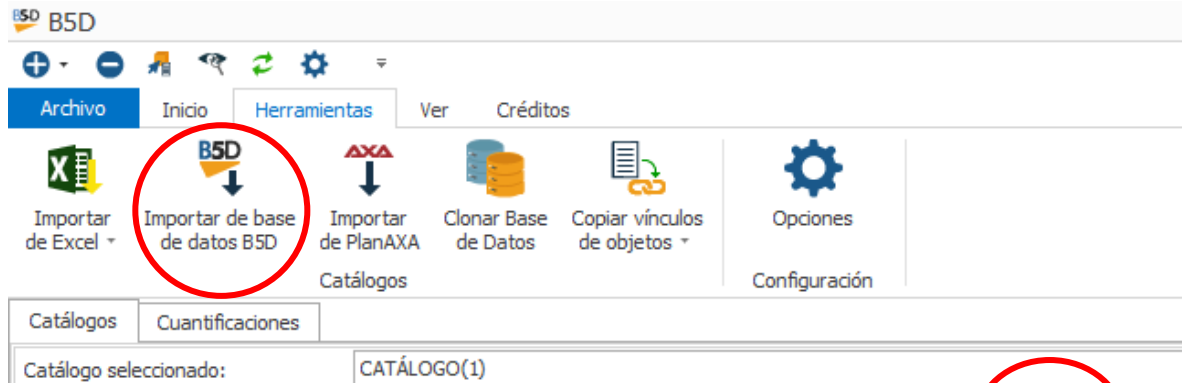 B5D B5D
Archivo Inicio Herramientas Ver Créditos
B5D AXA
Importar de Excel
Importar de base de datos B5D
Importar de PlanAXA
Clonar Base de Datos
Copiar vínculos de objetos
Opciones
Catálogos Configuración
Catálogos Cuantificaciones
Catálogo seleccionado: CATÁLOGO(1)